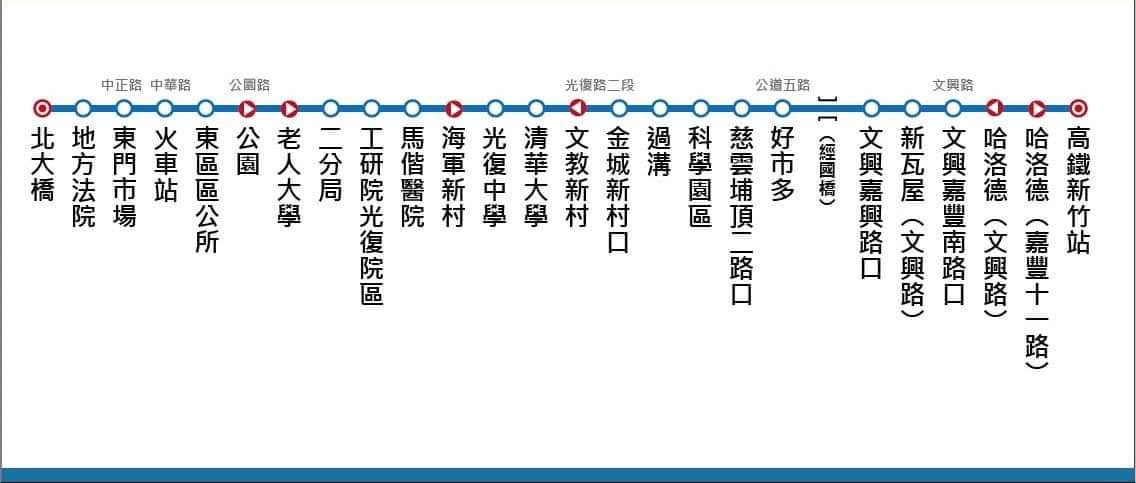 中正路
中華路
公園路
光復路二段
公道五路
文興路
北大橋
地方法院
東門市場
火車站
東區區公所
公園
老人大學
二分局
工研院光復院區
馬偕醫院
海軍新村
光復中學
清華大學
文教新村
金城新村口
過溝
科學園區
慈雲埔頂二路口
好市多
（經國橋）
文興嘉興路口
新瓦屋（文興路）
文興嘉豐南路口
哈洛德（文興路）
哈洛德（嘉豐十一路）
高鐵新竹站